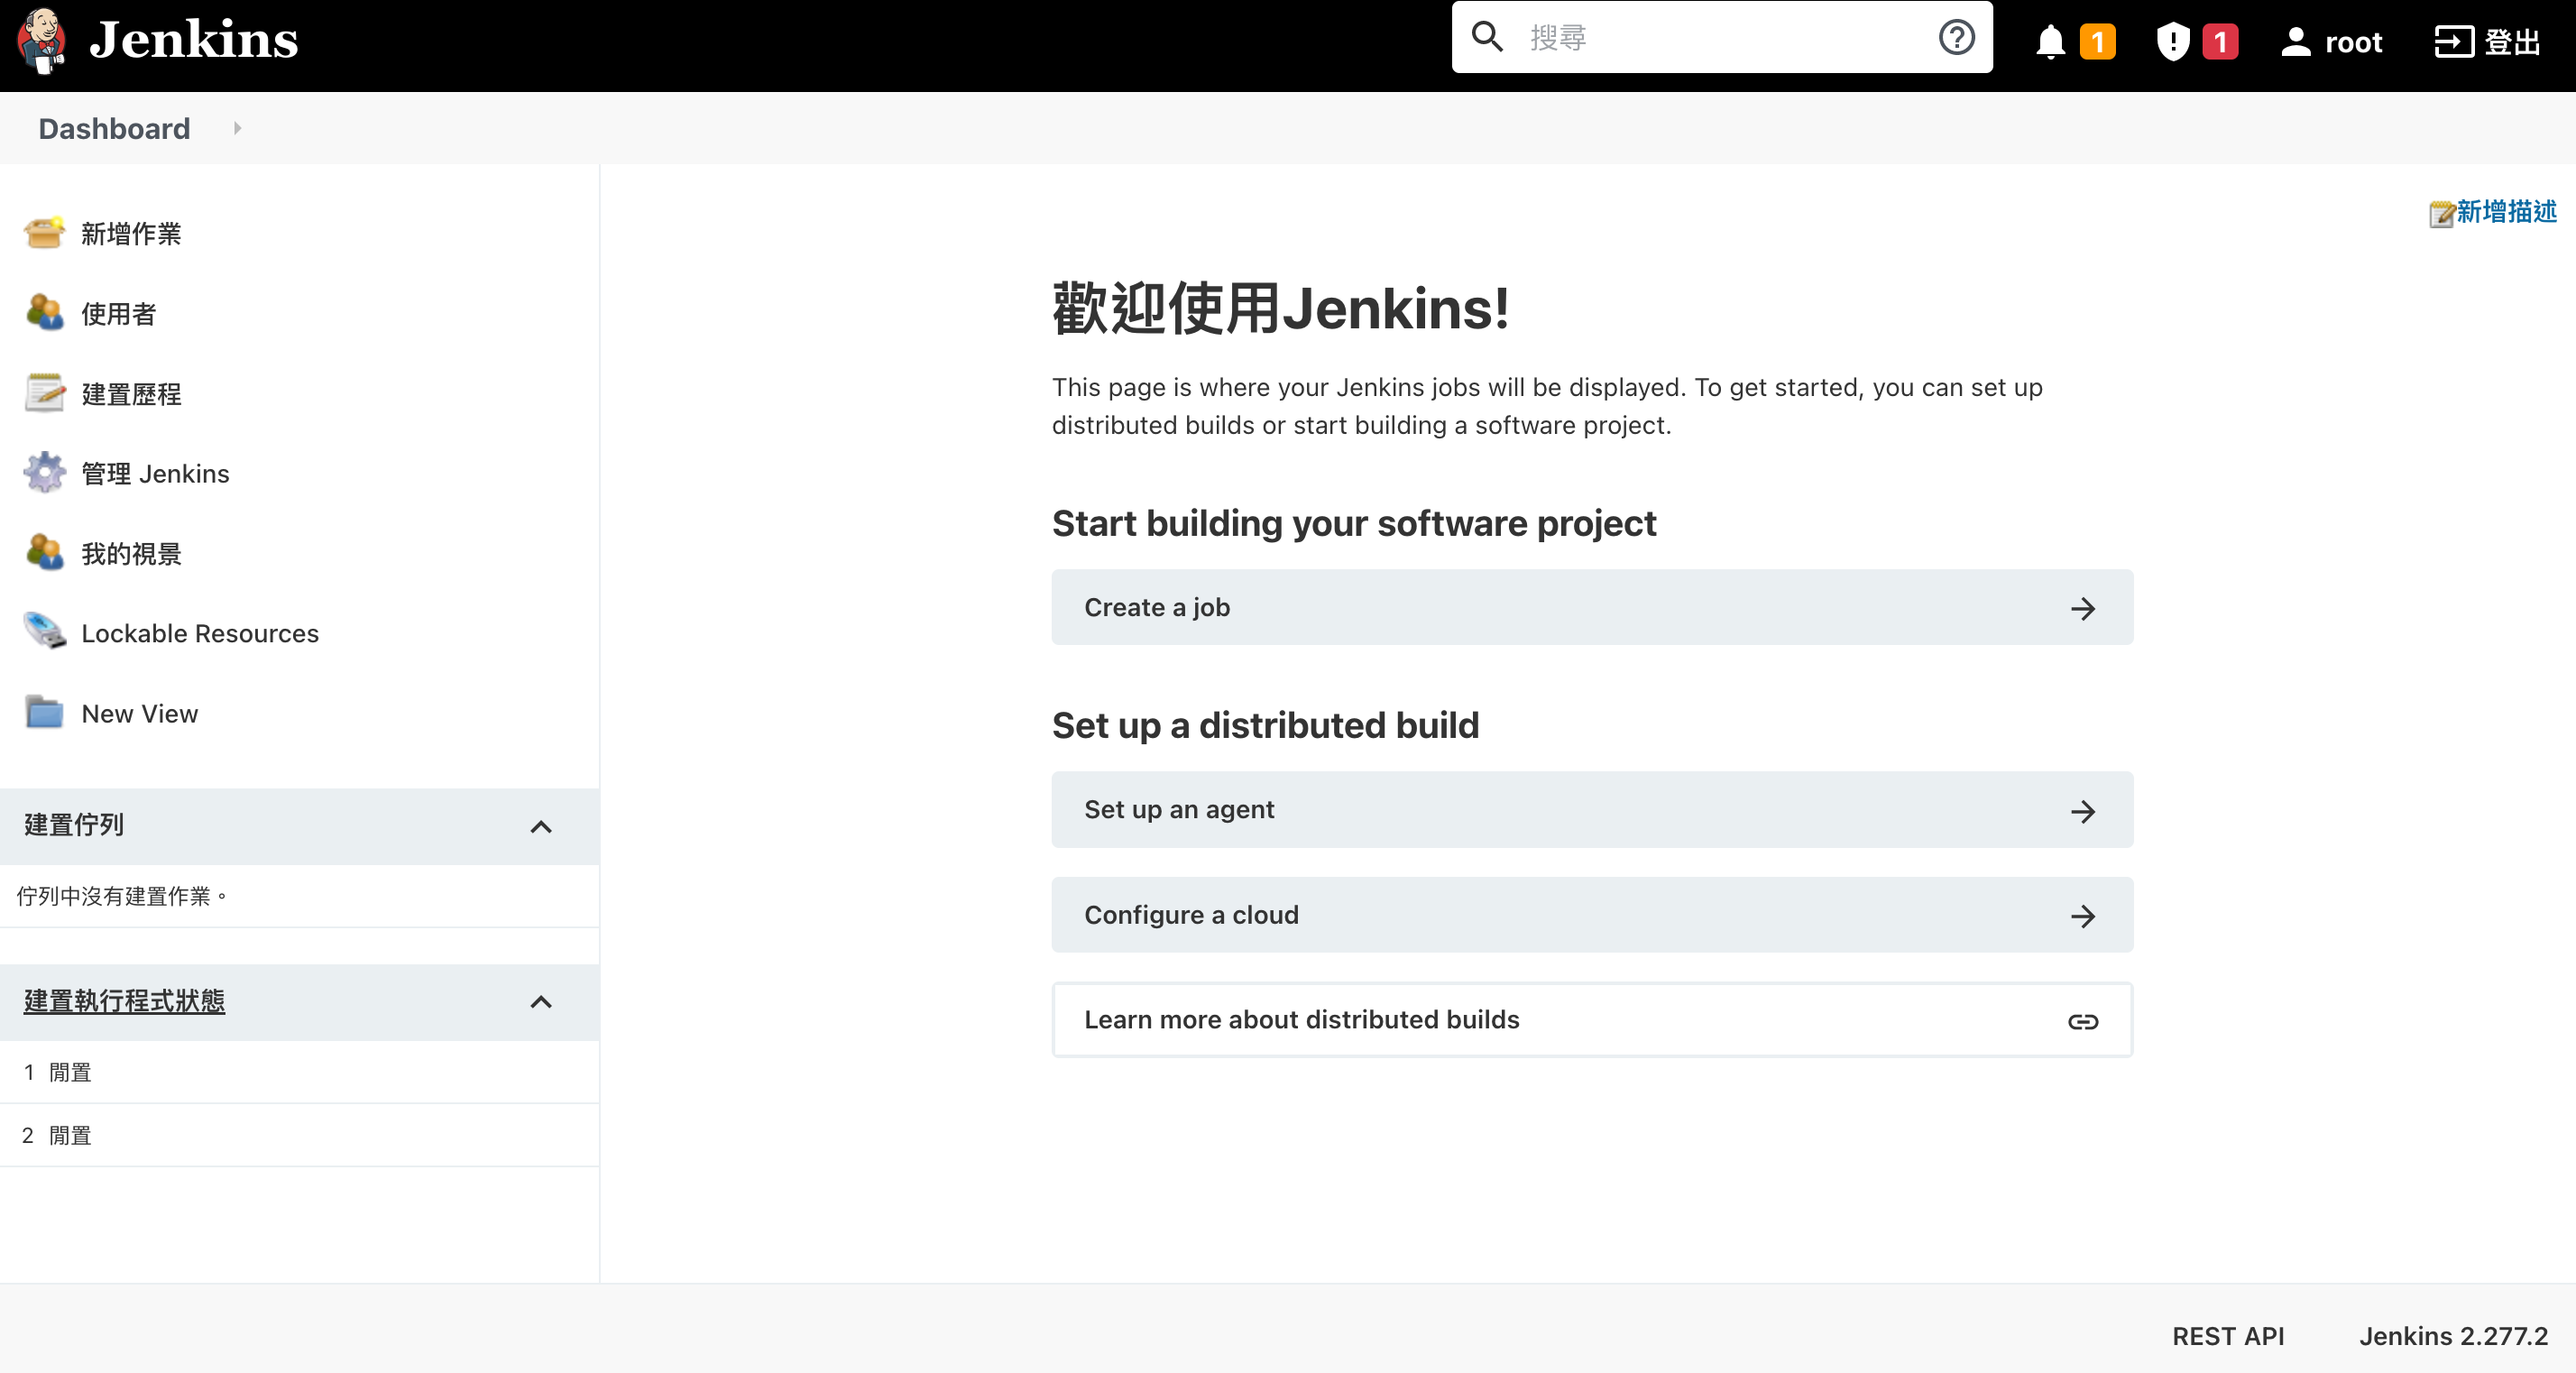 Jenkins
搜尋
1
1
root
登出
Dashboard
新增作業
使用者
建置歷程
管理 Jenkins
我的視景
Lockable Resources
New View
建置佇列
佇列中沒有建置作業。
建置執行程式狀態
1 閒置
2 閒置
新增描述
歡迎使用Jenkins!
This page is where your Jenkins jobs will be displayed. To get started, you can set up
distributed builds or start building a software project.
Start building your software project
Create a job
Set up a distributed build
Set up an agent
Configure a cloud
Learn more about distributed builds
REST API
Jenkins 2.277.2